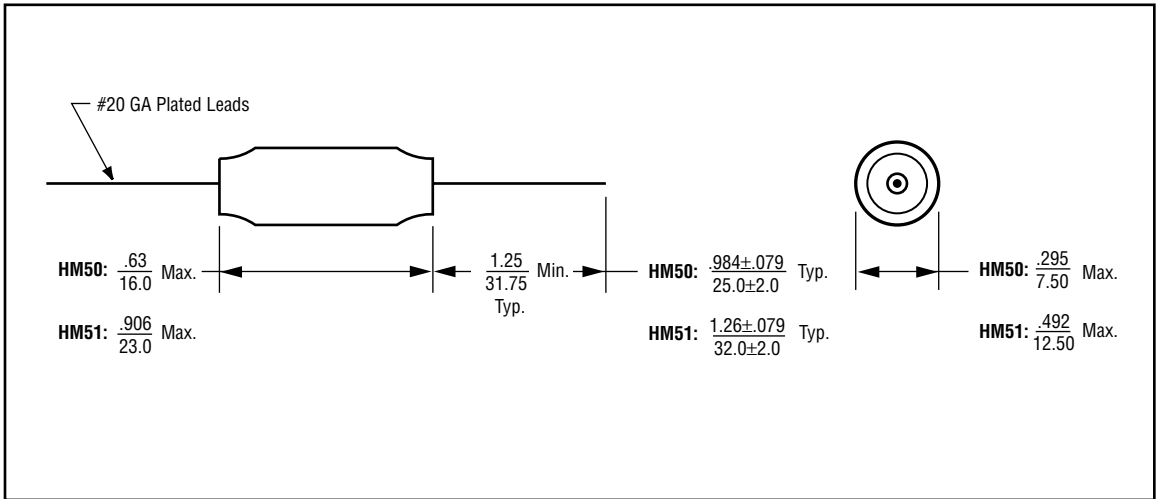 #20 GA Plated Leads
HM50: .63/16.0 Max.
HM51: .906/23.0 Max.
1.25/31.75 Min.
Typ.
HM50: .984±.079/25.0±2.0 Typ.
HM51: 1.26±.079/32.0±2.0 Typ.
HM50: .295/7.50 Max.
HM51: .492/12.50 Max.